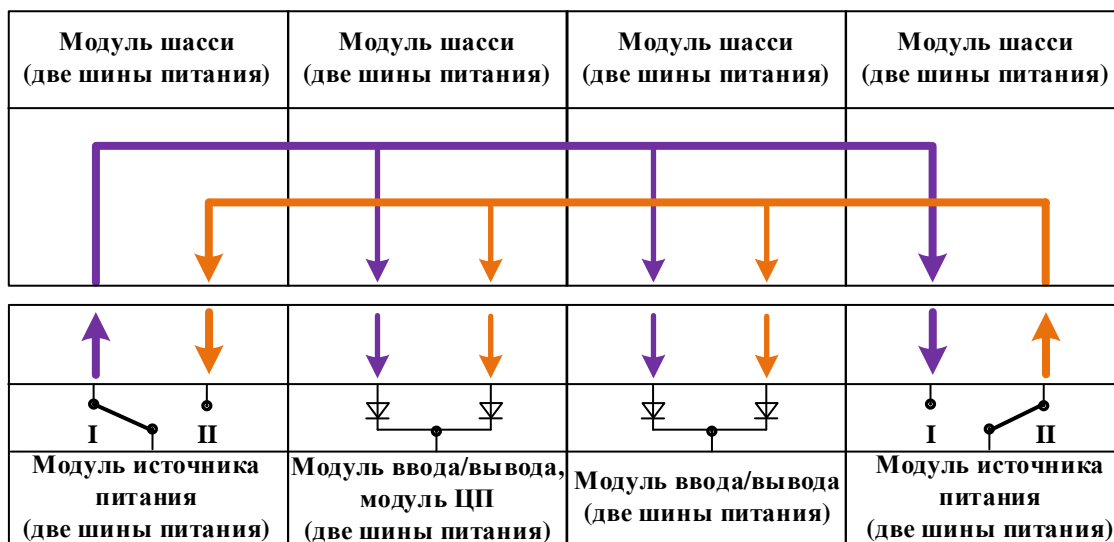 Модуль шасси
(две шины питания)
Модуль шасси
(две шины питания)
Модуль шасси
(две шины питания)
Модуль шасси
(две шины питания)
I
II
I
II
Модуль источника
питания
(две шины питания)
Модуль ввода/вывода,
модуль ЦП
(две шины питания)
Модуль ввода/вывода
(две шины питания)
Модуль источника
питания
(две шины питания)